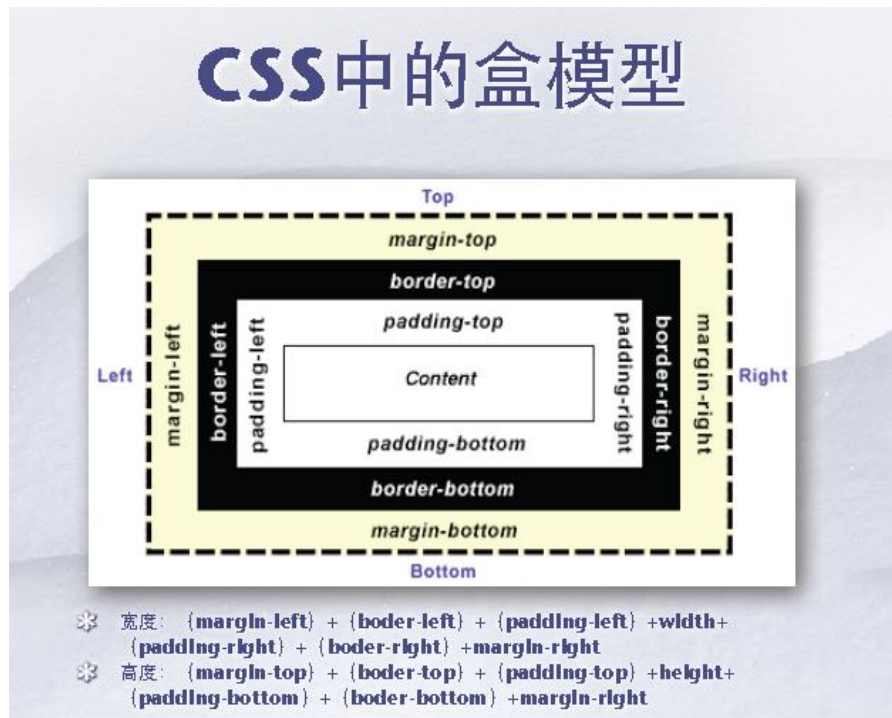 CSS中的盒模型
Top
margin-top
border-top
padding-top
Left
margin-left
border-left
padding-left
Content
padding-right
border-right
margin-right
Right
padding-bottom
border-bottom
margin-bottom
Bottom
宽度: {margin-left} + {boder-left} + {padding-left} +width+
{padding-right} + {boder-right} +margin-right
高度: {margin-top} + {boder-top} + {padding-top} +height+
{padding-bottom} + {boder-bottom} +margin-right